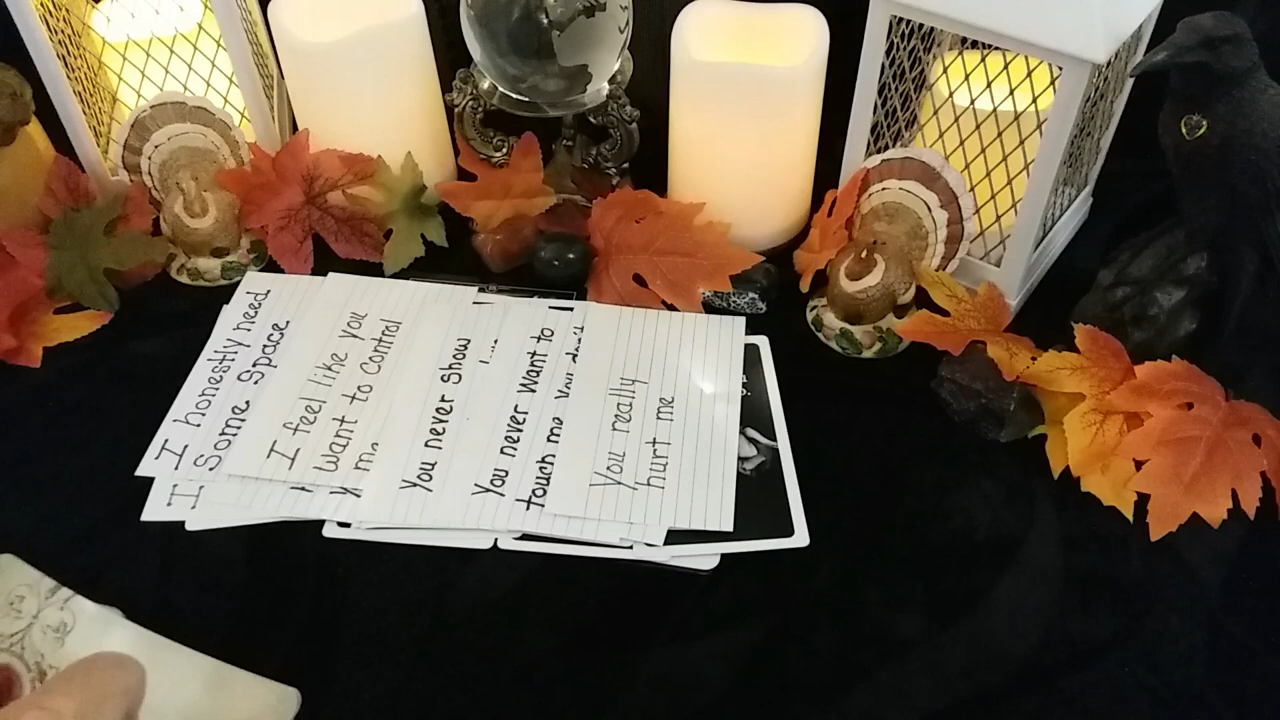 I honestly need
Some Space
I feel like you
Want to Control
me
You never Show
You never Want to
touch me
You really
hurt me